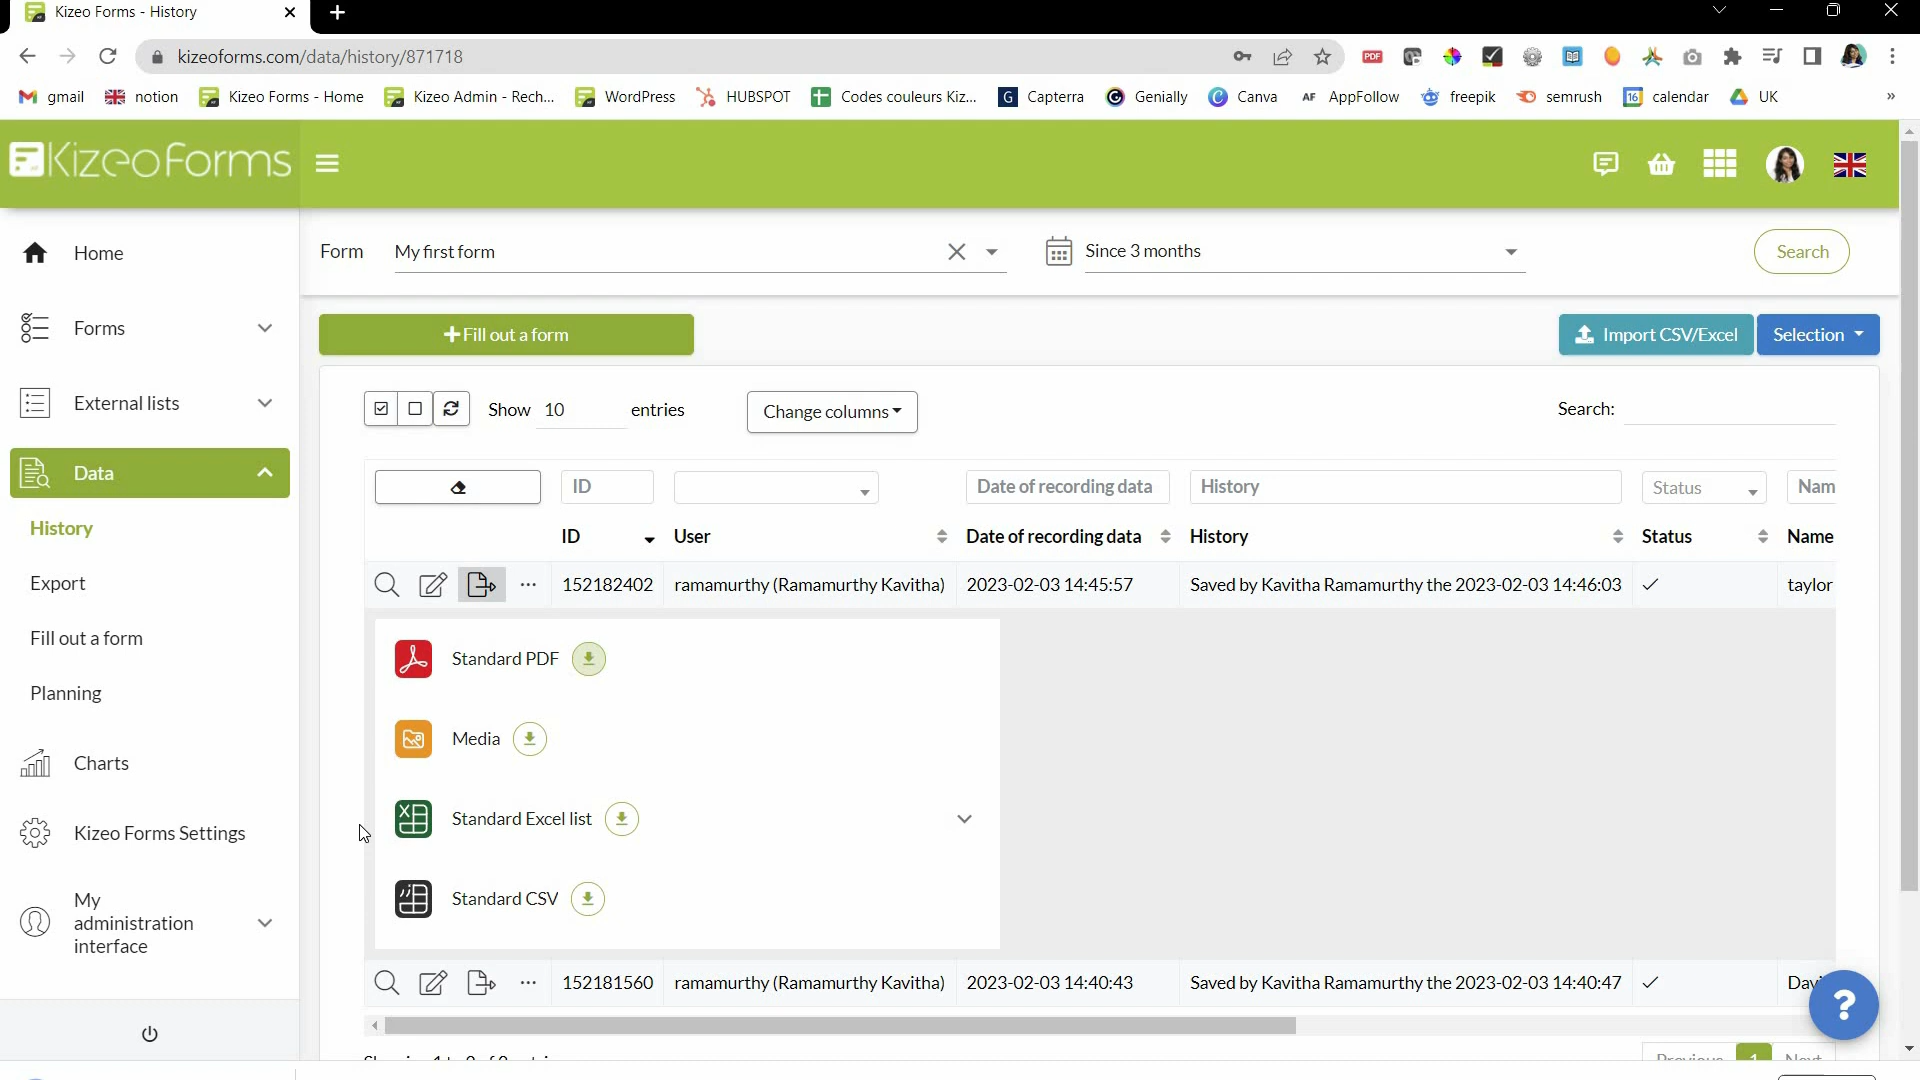 Kizeo Forms - History
kizeoforms.com/data/history/871718
PDF
gmail
notion
Kizeo Forms - Home
Kizeo Admin - Rech...
WordPress
HUBSPOT
Codes couleurs Kiz...
Capterra
Genially
Canva
AF AppFollow
freepik
semrush
16 calendar
UK
»
KizeoForms
Home
Form
My first form
Since 3 months
Search
Forms
+Fill out a form
Import CSV/Excel
Selection
External lists
Show 10 entries
Change columns
Search:
Data
ID
Date of recording data
History
Status
Nam
History
ID
User
Date of recording data
History
Status
Name
Export
152182402
ramamurthy (Ramamurthy Kavitha)
2023-02-03 14:45:57
Saved by Kavitha Ramamurthy the 2023-02-03 14:46:03
taylor
Fill out a form
Standard PDF
Planning
Media
Charts
Standard Excel list
Kizeo Forms Settings
Standard CSV
My
administration
interface
152181560
ramamurthy (Ramamurthy Kavitha)
2023-02-03 14:40:43
Saved by Kavitha Ramamurthy the 2023-02-03 14:40:47
Dav
?
Previous
1
Next